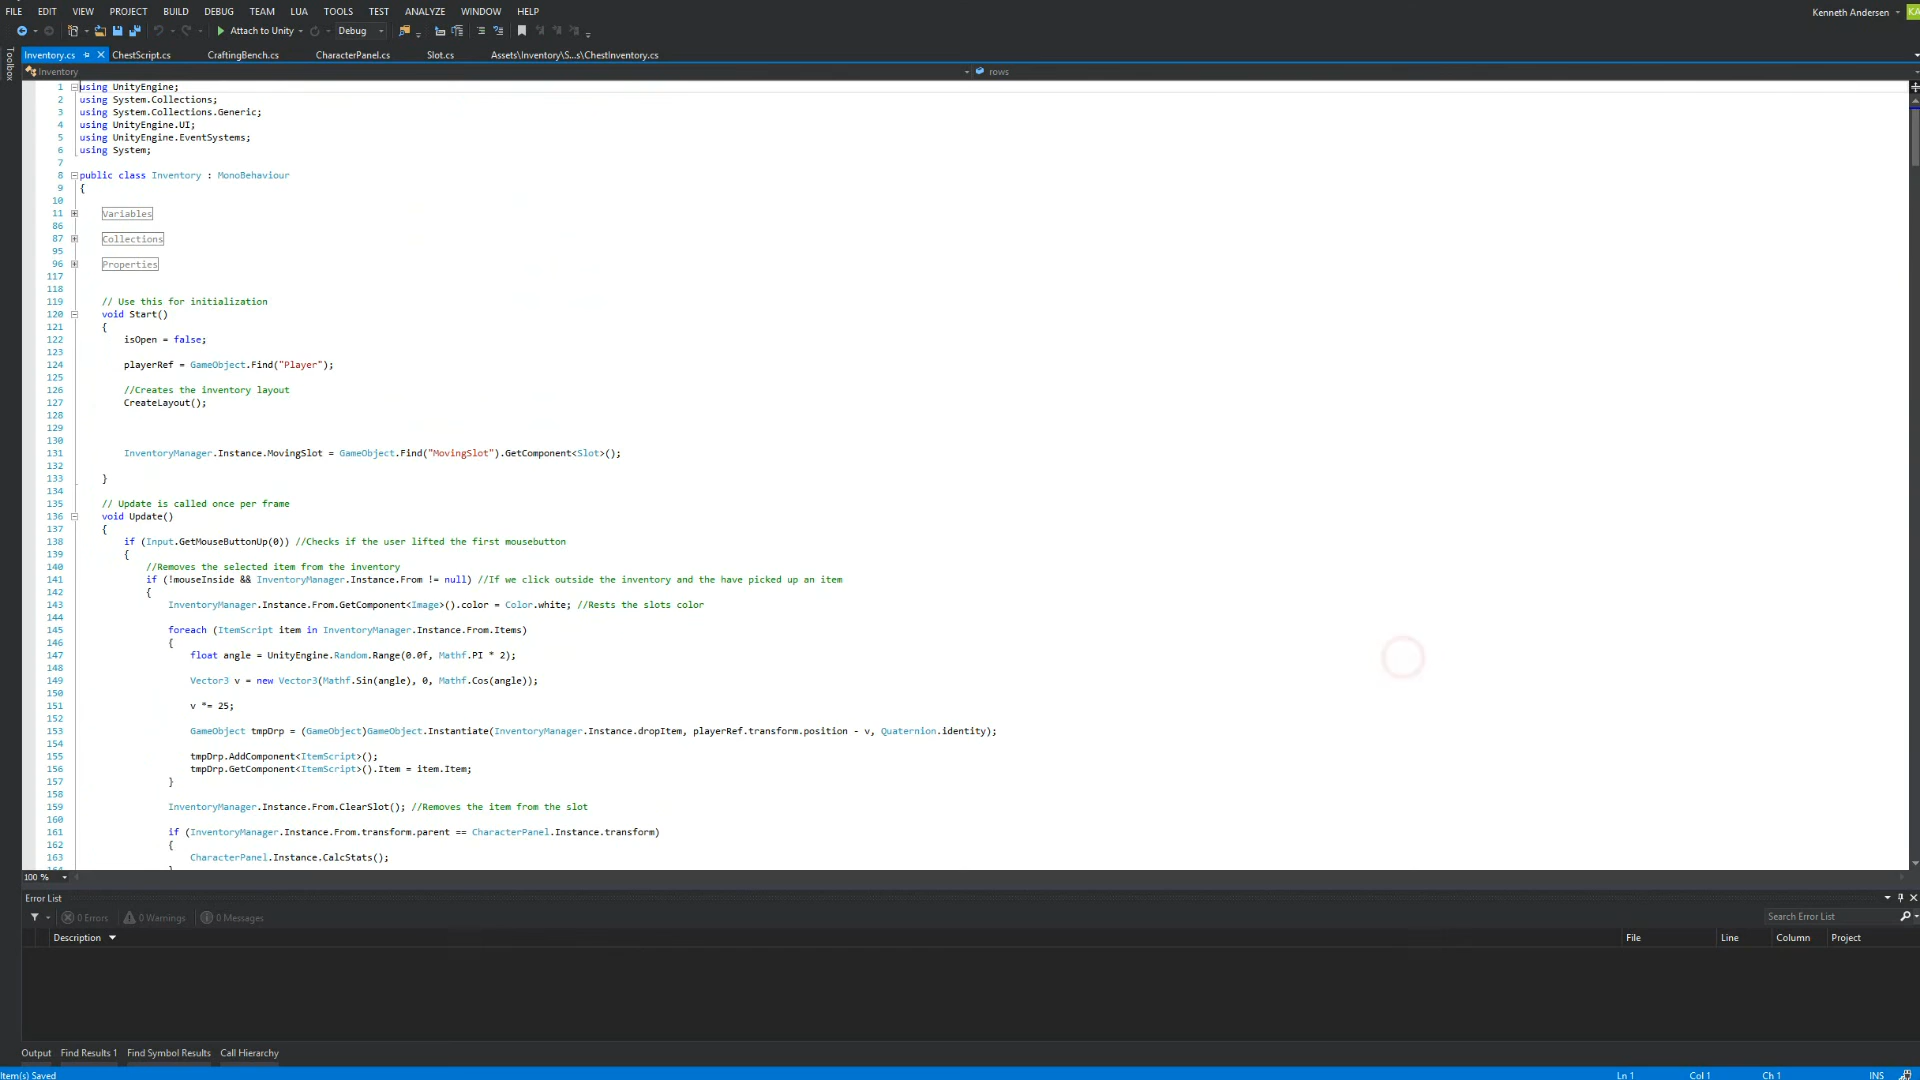 FILE EDIT VIEW PROJECT BUILD DEBUG TEAM LUA TOOLS TEST ANALYZE WINDOW HELP Kenneth Andersen KA
Attach to Unity Debug
Toolbox
Inventory.cs ChestScript.cs CraftingBench.cs CharacterPanel.cs Slot.cs Assets\Inventory\S...s\ChestInventory.cs
Inventory rows
1 using UnityEngine;
2 using System.Collections;
3 using System.Collections.Generic;
4 using UnityEngine.UI;
5 using UnityEngine.EventSystems;
6 using System;
7
8 public class Inventory : MonoBehaviour
9 {
10
11 Variables
86
87 Collections
95
96 Properties
117
118
119 // Use this for initialization
120 void Start()
121 {
122 isOpen = false;
123
124 playerRef = GameObject.Find("Player");
125
126 //Creates the inventory layout
127 CreateLayout();
128
129
130
131 InventoryManager.Instance.MovingSlot = GameObject.Find("MovingSlot").GetComponent<Slot>();
132
133 }
134
135 // Update is called once per frame
136 void Update()
137 {
138 if (Input.GetMouseButtonUp(0)) //Checks if the user lifted the first mousebutton
139 {
140 //Removes the selected item from the inventory
141 if (!mouseInside && InventoryManager.Instance.From != null) //If we click outside the inventory and the have picked up an item
142 {
143 InventoryManager.Instance.From.GetComponent<Image>().color = Color.white; //Rests the slots color
144
145 foreach (ItemScript item in InventoryManager.Instance.From.Items)
146 {
147 float angle = UnityEngine.Random.Range(0.0f, Mathf.PI * 2);
148
149 Vector3 v = new Vector3(Mathf.Sin(angle), 0, Mathf.Cos(angle));
150
151 v *= 25;
152
153 GameObject tmpDrp = (GameObject)GameObject.Instantiate(InventoryManager.Instance.dropItem, playerRef.transform.position - v, Quaternion.identity);
154
155 tmpDrp.AddComponent<ItemScript>();
156 tmpDrp.GetComponent<ItemScript>().Item = item.Item;
157 }
158
159 InventoryManager.Instance.From.ClearSlot(); //Removes the item from the slot
160
161 if (InventoryManager.Instance.From.transform.parent == CharacterPanel.Instance.transform)
162 {
163 CharacterPanel.Instance.CalcStats();
164 }
100 %
Error List
0 Errors 0 Warnings 0 Messages Search Error List
Description File Line Column Project
Output Find Results 1 Find Symbol Results Call Hierarchy
Item(s) Saved Ln 1 Col 1 Ch 1 INS